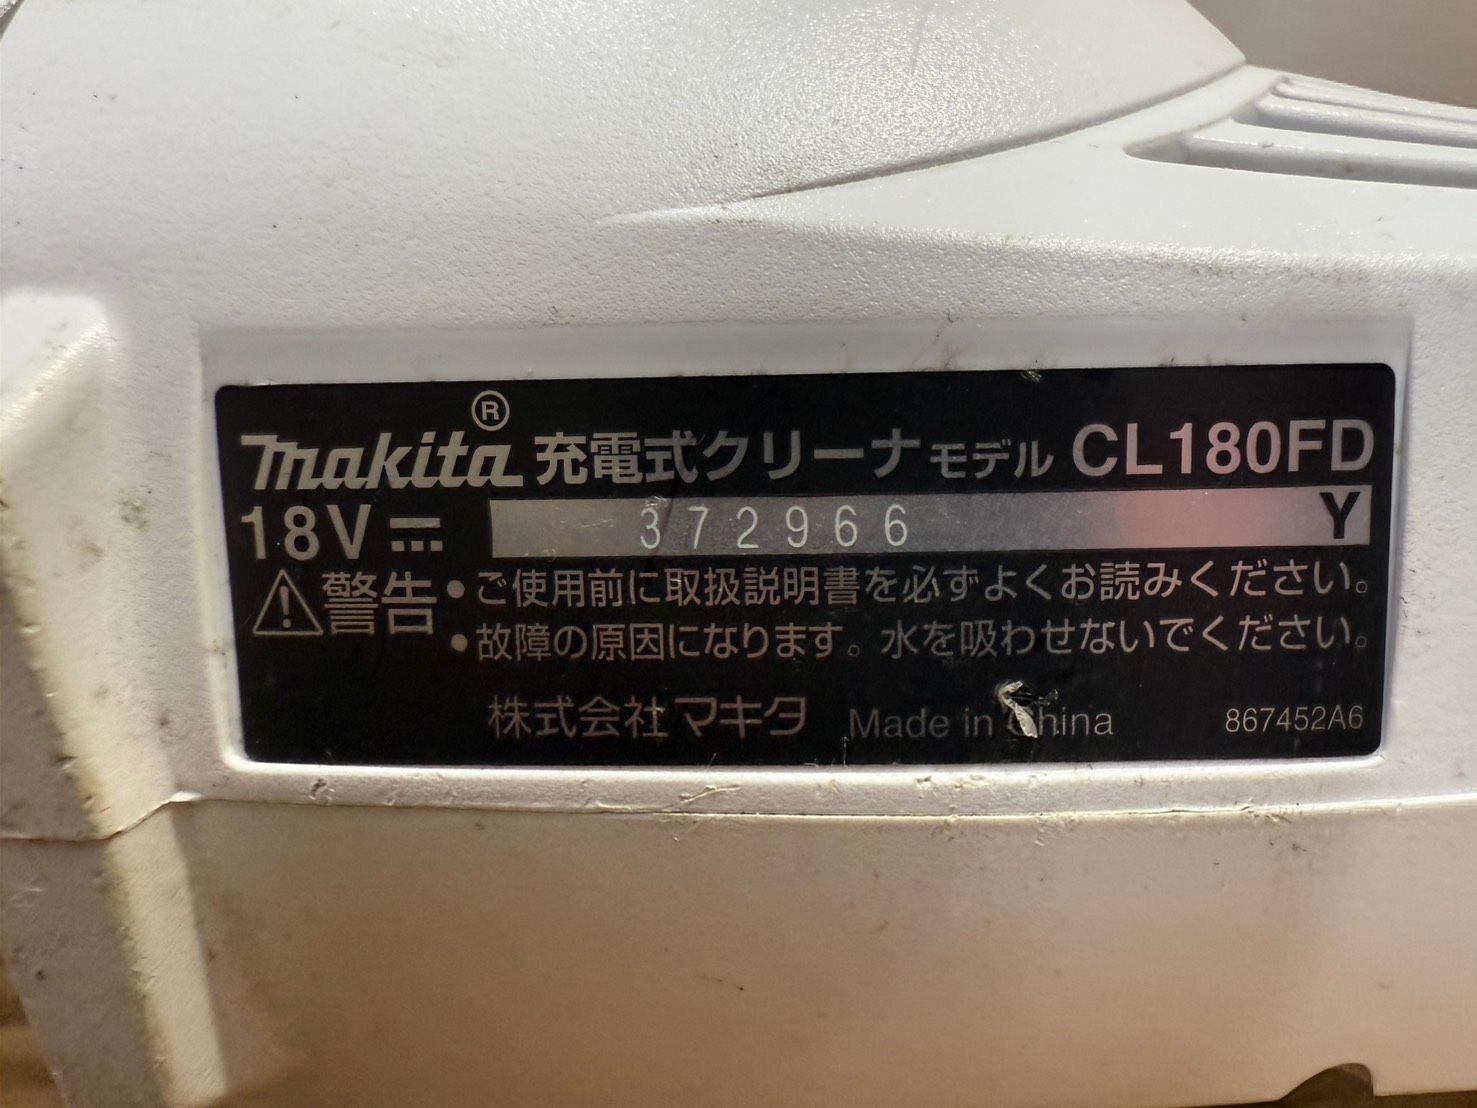 makita® 充電式クリーナ モデル CL180FD
18V 372966 Y
⚠警告 • ご使用前に取扱説明書を必ずよくお読みください。
• 故障の原因になります。水を吸わせないでください。
株式会社マキタ Made in China 867452A6